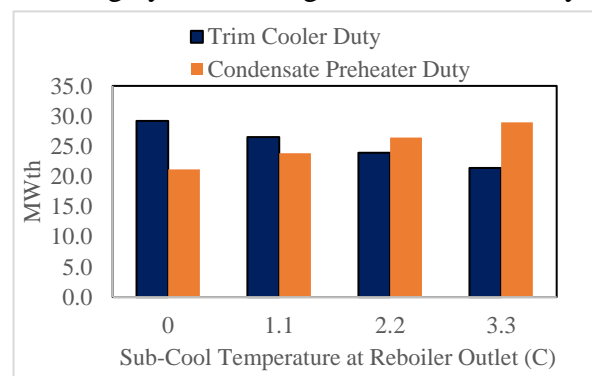 Trim Cooler Duty
Condensate Preheater Duty
35.0
30.0
25.0
20.0
15.0
10.0
5.0
0.0
MWth
0 1.1 2.2 3.3
Sub-Cool Temperature at Reboiler Outlet (C)